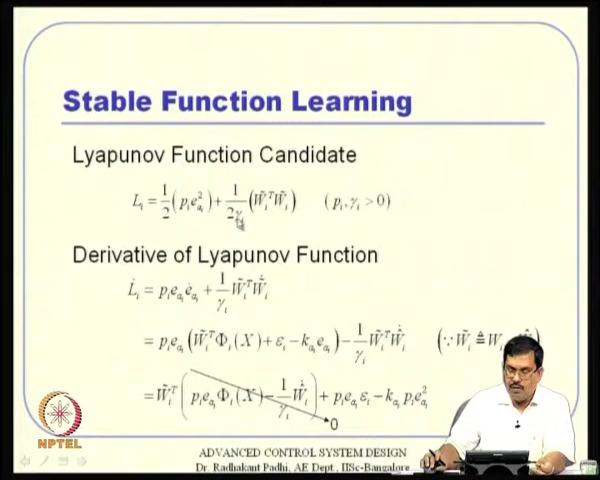 Stable Function Learning
Lyapunov Function Candidate
L_i = 1/2 (p_i e_{a_i}^2) + 1/(2γ_i) (W̃_i^T W̃_i) (p_i, γ_i > 0)
Derivative of Lyapunov Function
L̇_i = p_i e_{a_i} ė_{a_i} + 1/γ_i W̃_i^T W̃̇_i
= p_i e_{a_i} (W̃_i^T Φ_i(X) + ε_i − k_{a_i} e_{a_i}) − 1/γ_i W̃_i^T Ŵ̇_i (∵ W̃_i ≜ W_i
= W̃_i^T (p_i e_{a_i} Φ_i(X) − 1/γ_i Ŵ̇_i) + p_i e_{a_i} ε_i − k_{a_i} p_i e_{a_i}^2
0
NPTEL
ADVANCED CONTROL SYSTEM DESIGN
Dr. Radhakant Padhi, AE Dept., IISc-Bangalore